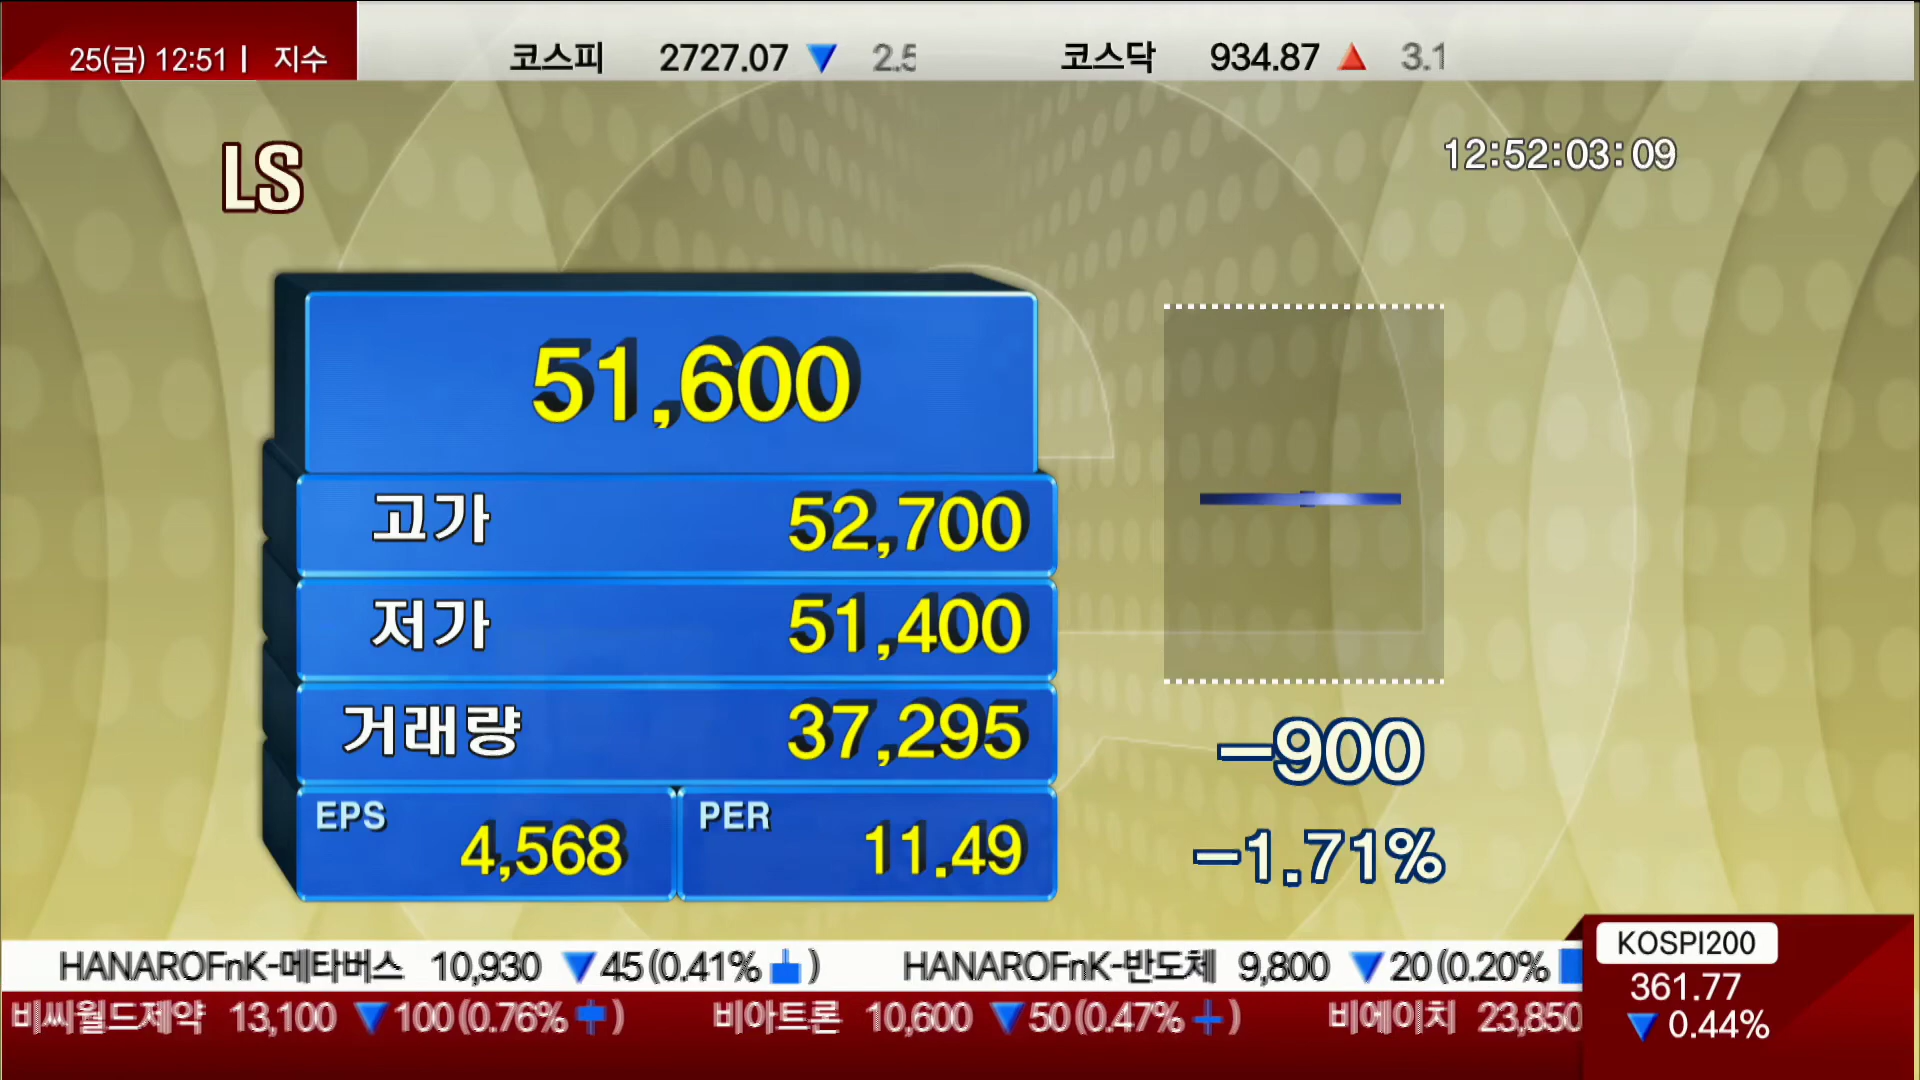 25(금) 12:51 | 지수 코스피 2727.07 ▼ 2.5 코스닥 934.87 ▲ 3.1
LS
12:52:03:09
51,600
고가 52,700
저가 51,400
거래량 37,295
EPS 4,568 PER 11.49
-900
-1.71%
HANAROFnK-메타버스 10,930 ▼45(0.41% ) HANAROFnK-반도체 9,800 ▼20(0.20%
비씨월드제약 13,100 ▼100(0.76% ) 비아트론 10,600 ▼50(0.47% ) 비에이치 23,850
KOSPI200
361.77
▼ 0.44%